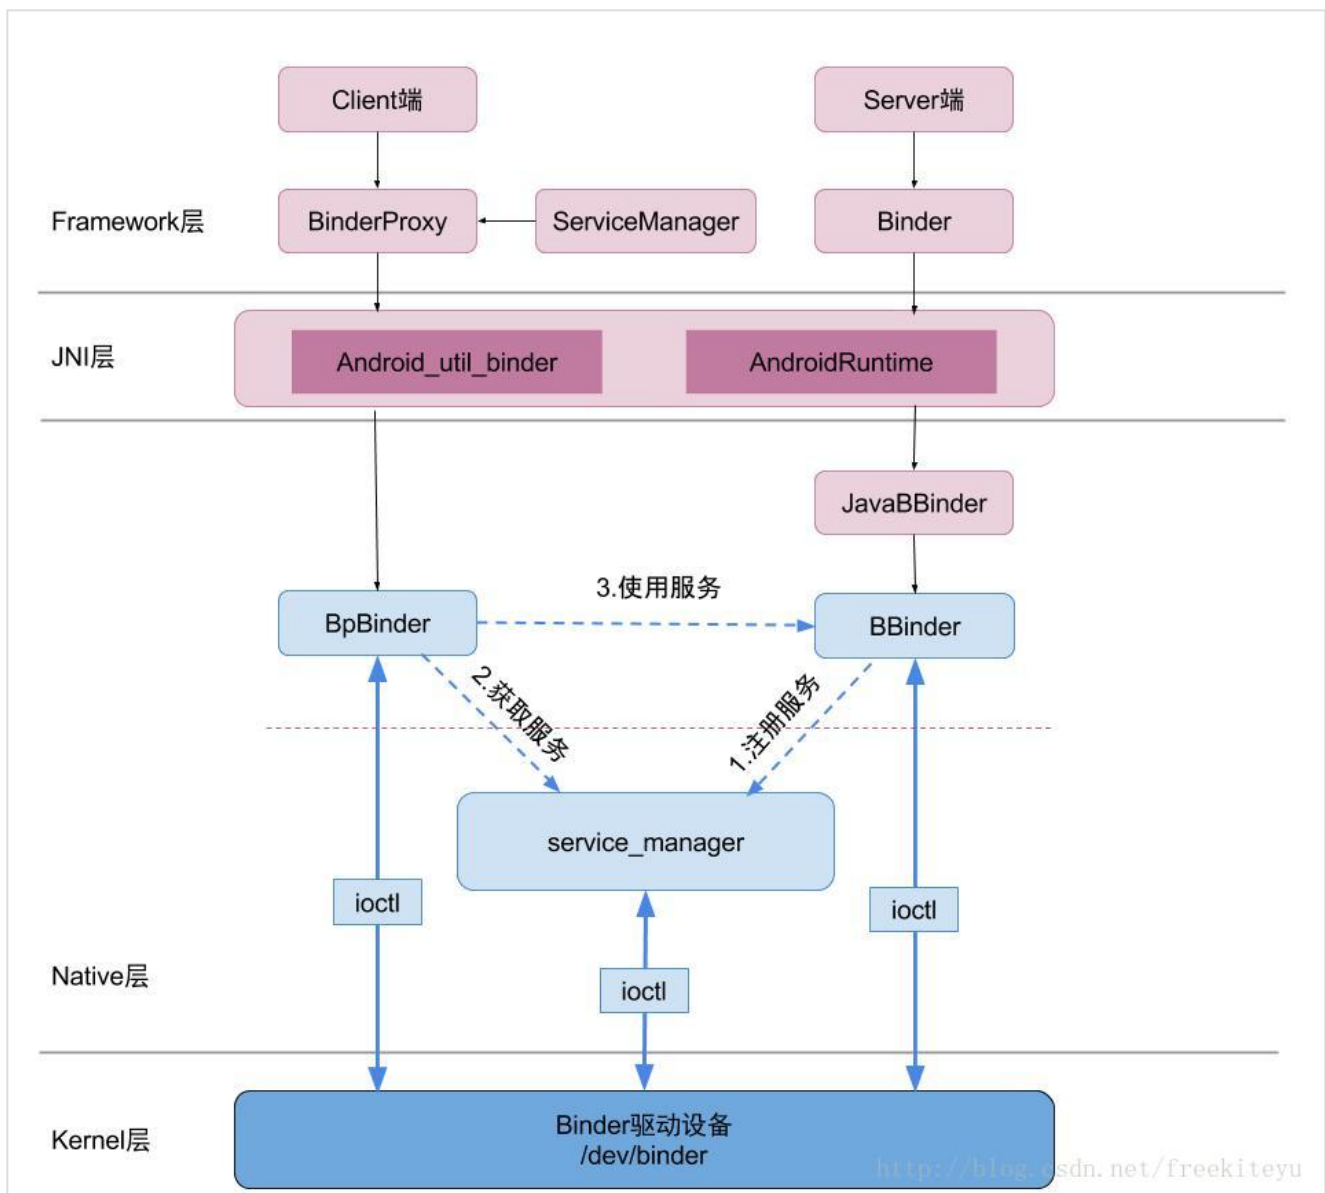 Client端
Server端
Framework层
BinderProxy
ServiceManager
Binder
JNI层
Android_util_binder
AndroidRuntime
JavaBBinder
3.使用服务
BpBinder
BBinder
2.获取服务
1.注册服务
service_manager
ioctl
ioctl
Native层
ioctl
Kernel层
Binder驱动设备
/dev/binder
http://blog.csdn.net/freekiteyu